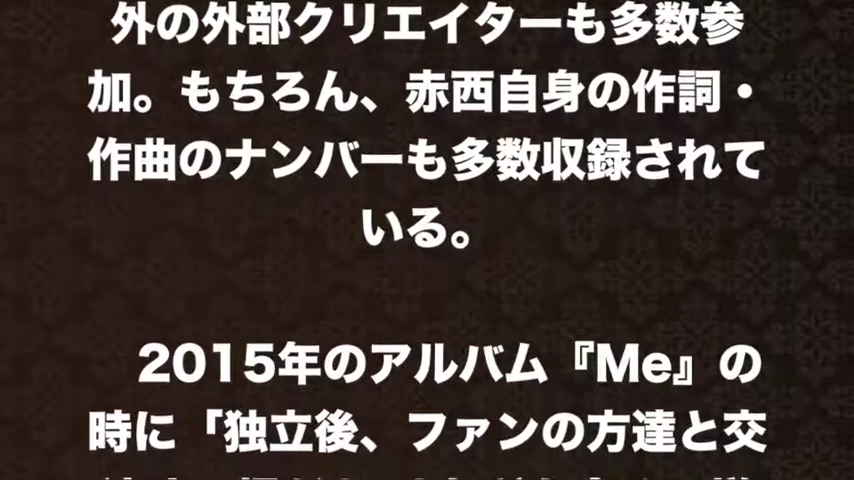 外の外部クリエイターも多数参
加。もちろん、赤西自身の作詞・
作曲のナンバーも多数収録されて
いる。
2015年のアルバム『Me』の
時に「独立後、ファンの方達と交